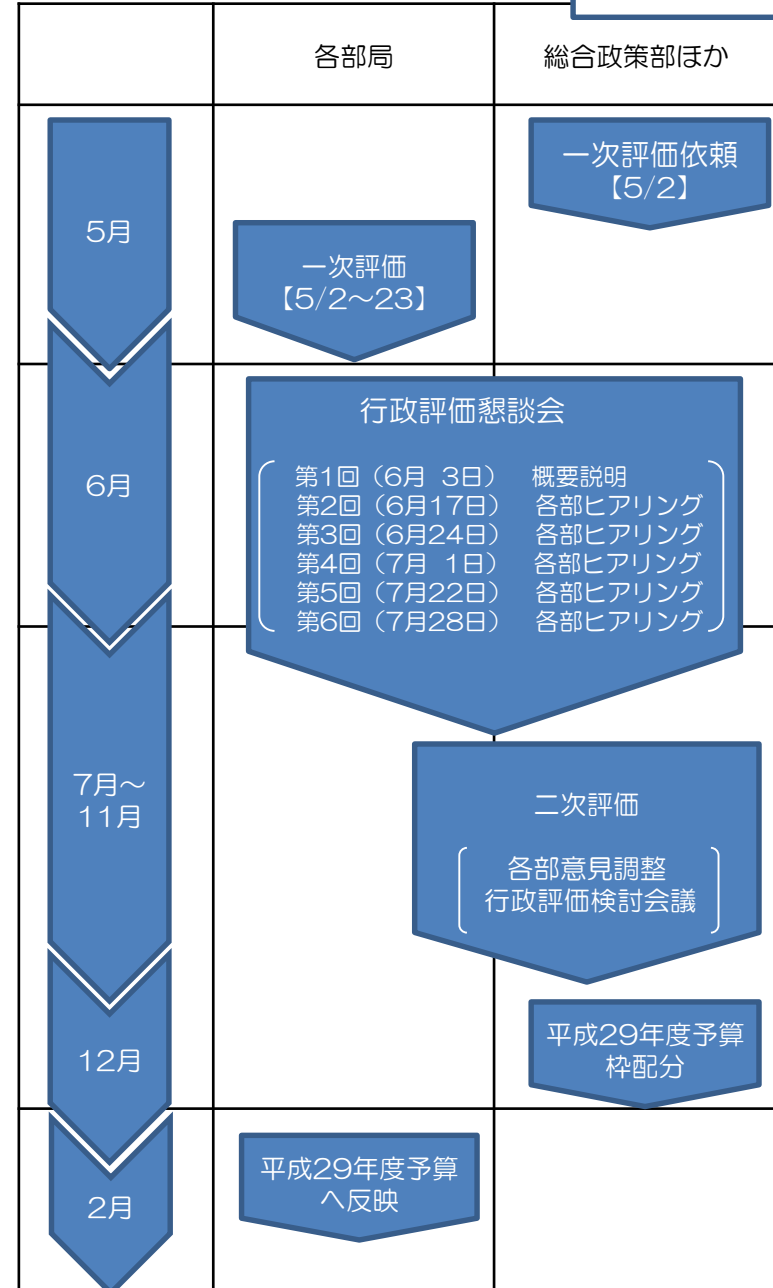 各部局
総合政策部ほか
5月
一次評価依頼
【5/2】
一次評価
【5/2～23】
6月
行政評価懇談会
第1回（6月 3日） 概要説明
第2回（6月17日） 各部ヒアリング
第3回（6月24日） 各部ヒアリング
第4回（7月 1日） 各部ヒアリング
第5回（7月22日） 各部ヒアリング
第6回（7月28日） 各部ヒアリング
7月～
11月
二次評価
各部意見調整
行政評価検討会議
12月
平成29年度予算
枠配分
2月
平成29年度予算
へ反映